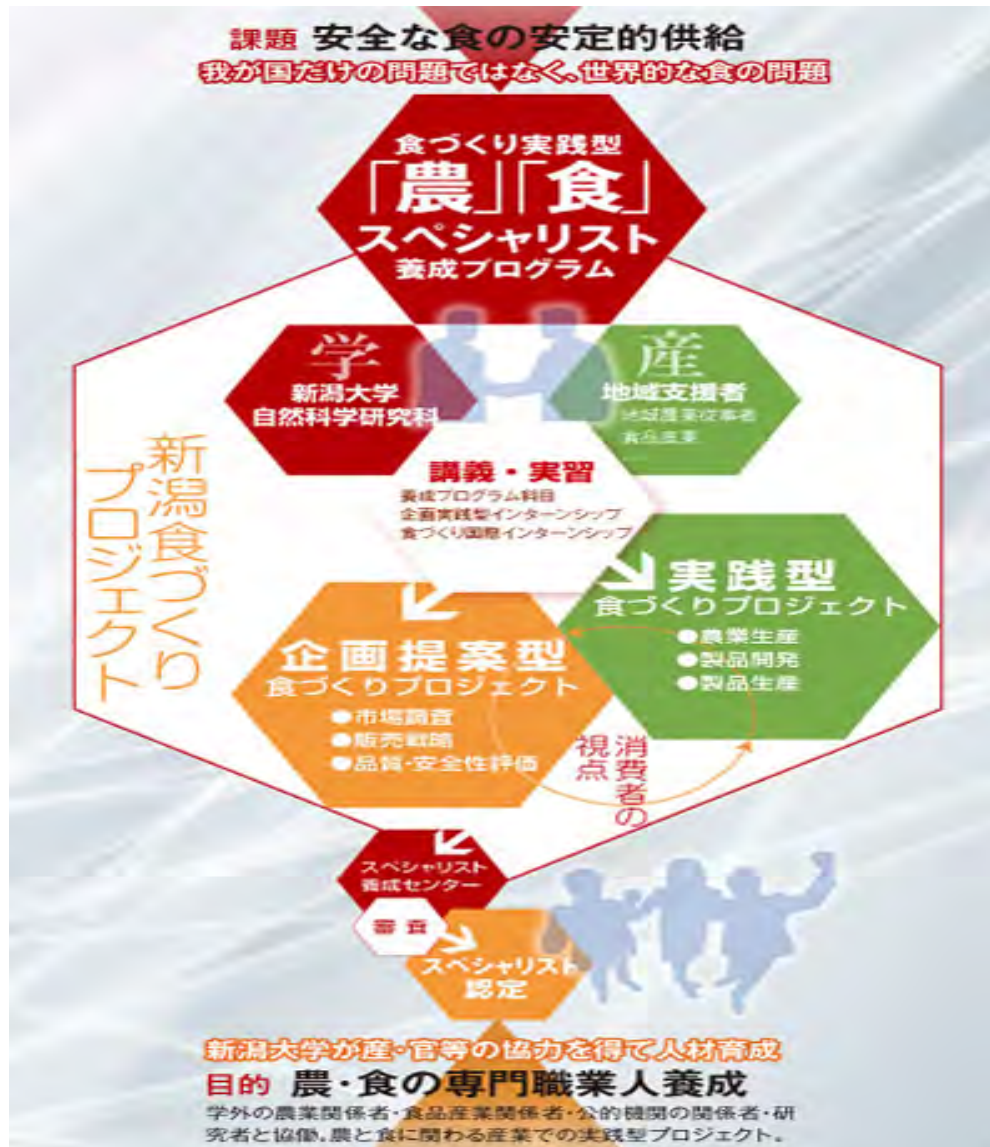 課題 安全な食の安定的供給
我が国だけの問題ではなく、世界的な食の問題
食づくり実践型
「農」「食」
スペシャリスト
養成プログラム
学
新潟大学
自然科学研究科
産
地域支援者
地域農業従事者
食品産業
新潟食づくり
プロジェクト
講義・実習
養成プログラム科目
企画実践型インターンシップ
食づくり国際インターンシップ
実践型
食づくりプロジェクト
●農業生産
●製品開発
●製品生産
企画提案型
食づくりプロジェクト
●市場調査
●販売戦略
●品質・安全性評価
消費者の
視点
スペシャリスト
養成センター
審査
スペシャリスト
認定
新潟大学が産・官等の協力を得て人材育成
目的 農・食の専門職業人養成
学外の農業関係者・食品産業関係者・公的機関の関係者・研
究者と協働。農と食に関わる産業での実践型プロジェクト。